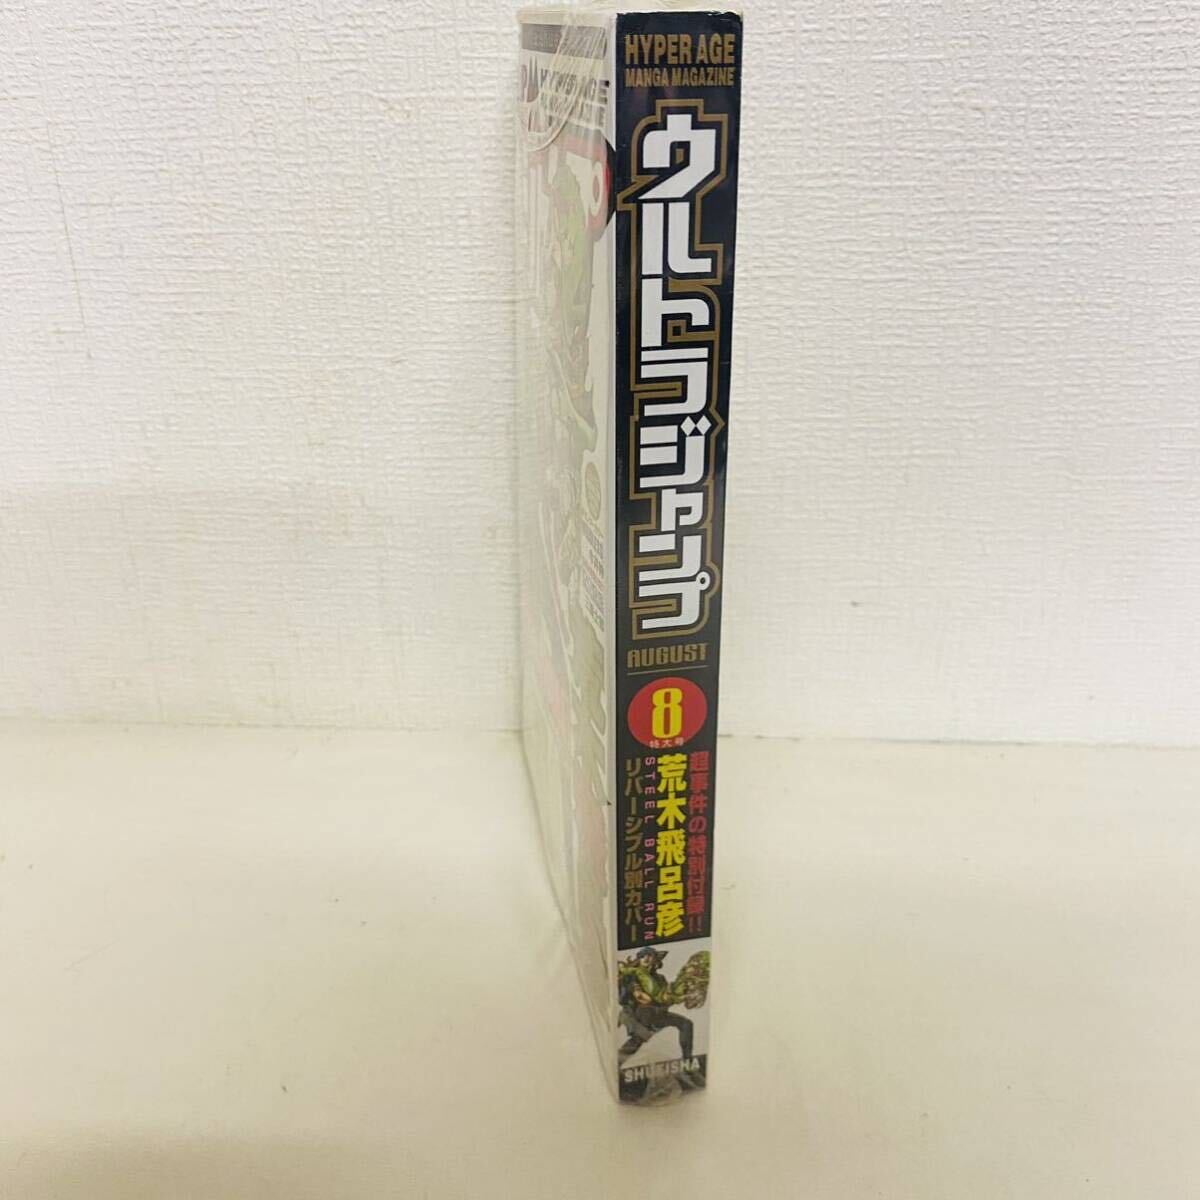 HYPER AGE
MANGA MAGAZINE
ウルトラジャンプ
AUGUST
8
特大号
超事件の特別付録!!
荒木飛呂彦
STEEL BALL RUN
リバーシブル別カバー
SHUEISHA